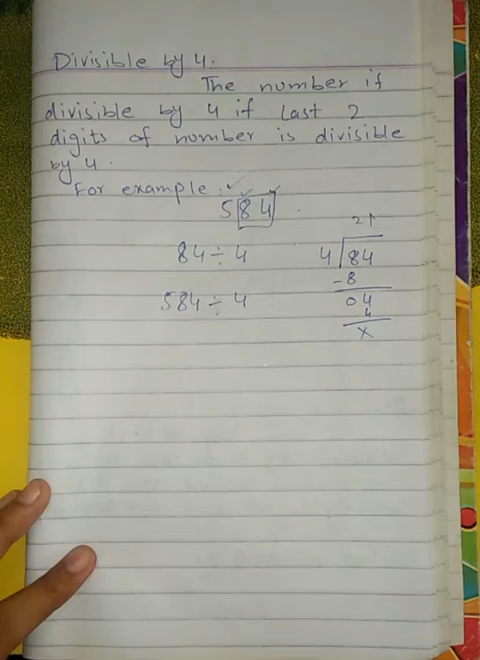 Divisible by 4.
The number if
divisible by 4 if last 2
digits of number is divisible
by 4.
For example :
584
21
84 ÷ 4
4 84
-8
584 ÷ 4
04
4
x